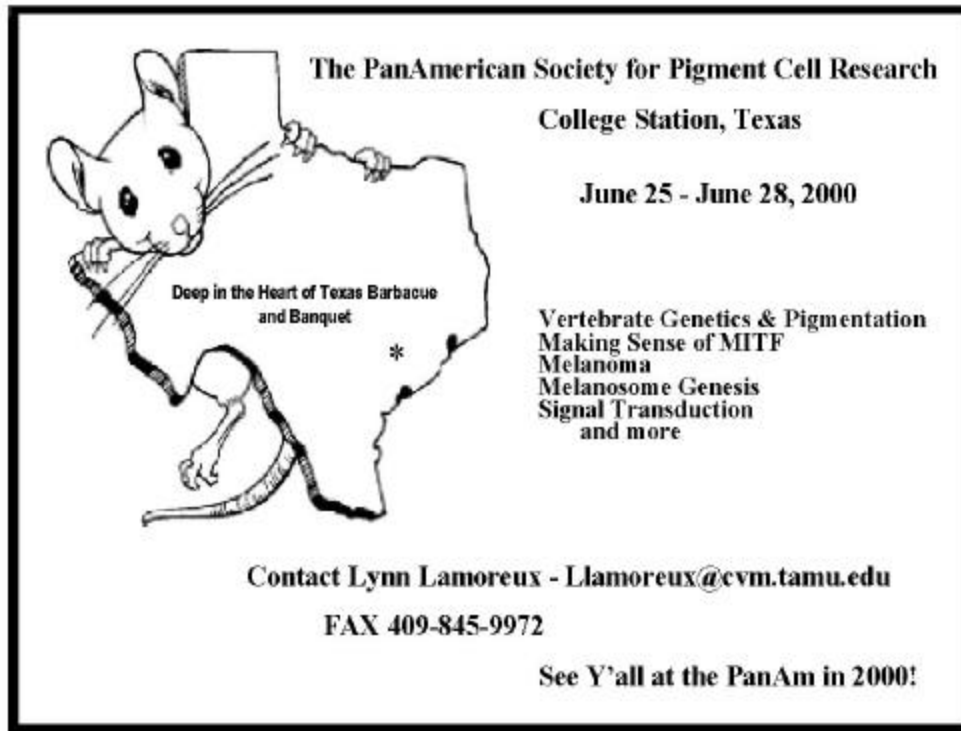 The PanAmerican Society for Pigment Cell Research
College Station, Texas
June 25 - June 28, 2000
Deep in the Heart of Texas Barbacue
and Banquet
*
Vertebrate Genetics & Pigmentation
Making Sense of MITF
Melanoma
Melanosome Genesis
Signal Transduction
and more
Contact Lynn Lamoreux - Llamoreux@cvm.tamu.edu
FAX 409-845-9972
See Y'all at the PanAm in 2000!